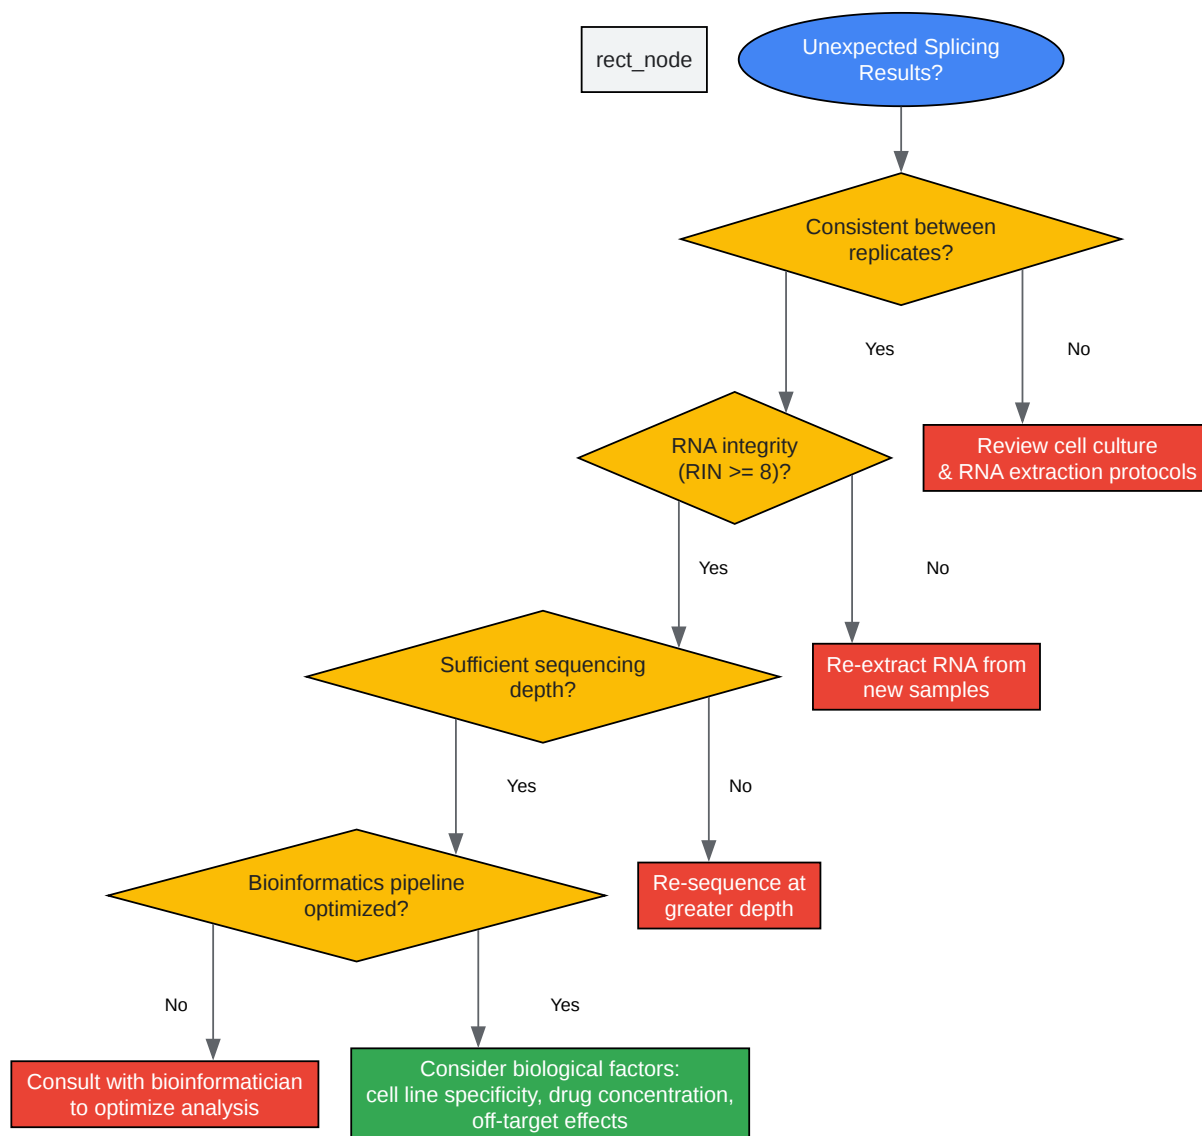 rect_node
Unexpected Splicing
Results?
Consistent between
replicates?
Yes
No
RNA integrity
(RIN >= 8)?
Review cell culture
& RNA extraction protocols
Yes
No
Sufficient sequencing
depth?
Re-extract RNA from
new samples
Yes
No
Bioinformatics pipeline
optimized?
Re-sequence at
greater depth
No
Yes
Consult with bioinformatician
to optimize analysis
Consider biological factors:
cell line specificity, drug concentration,
off-target effects